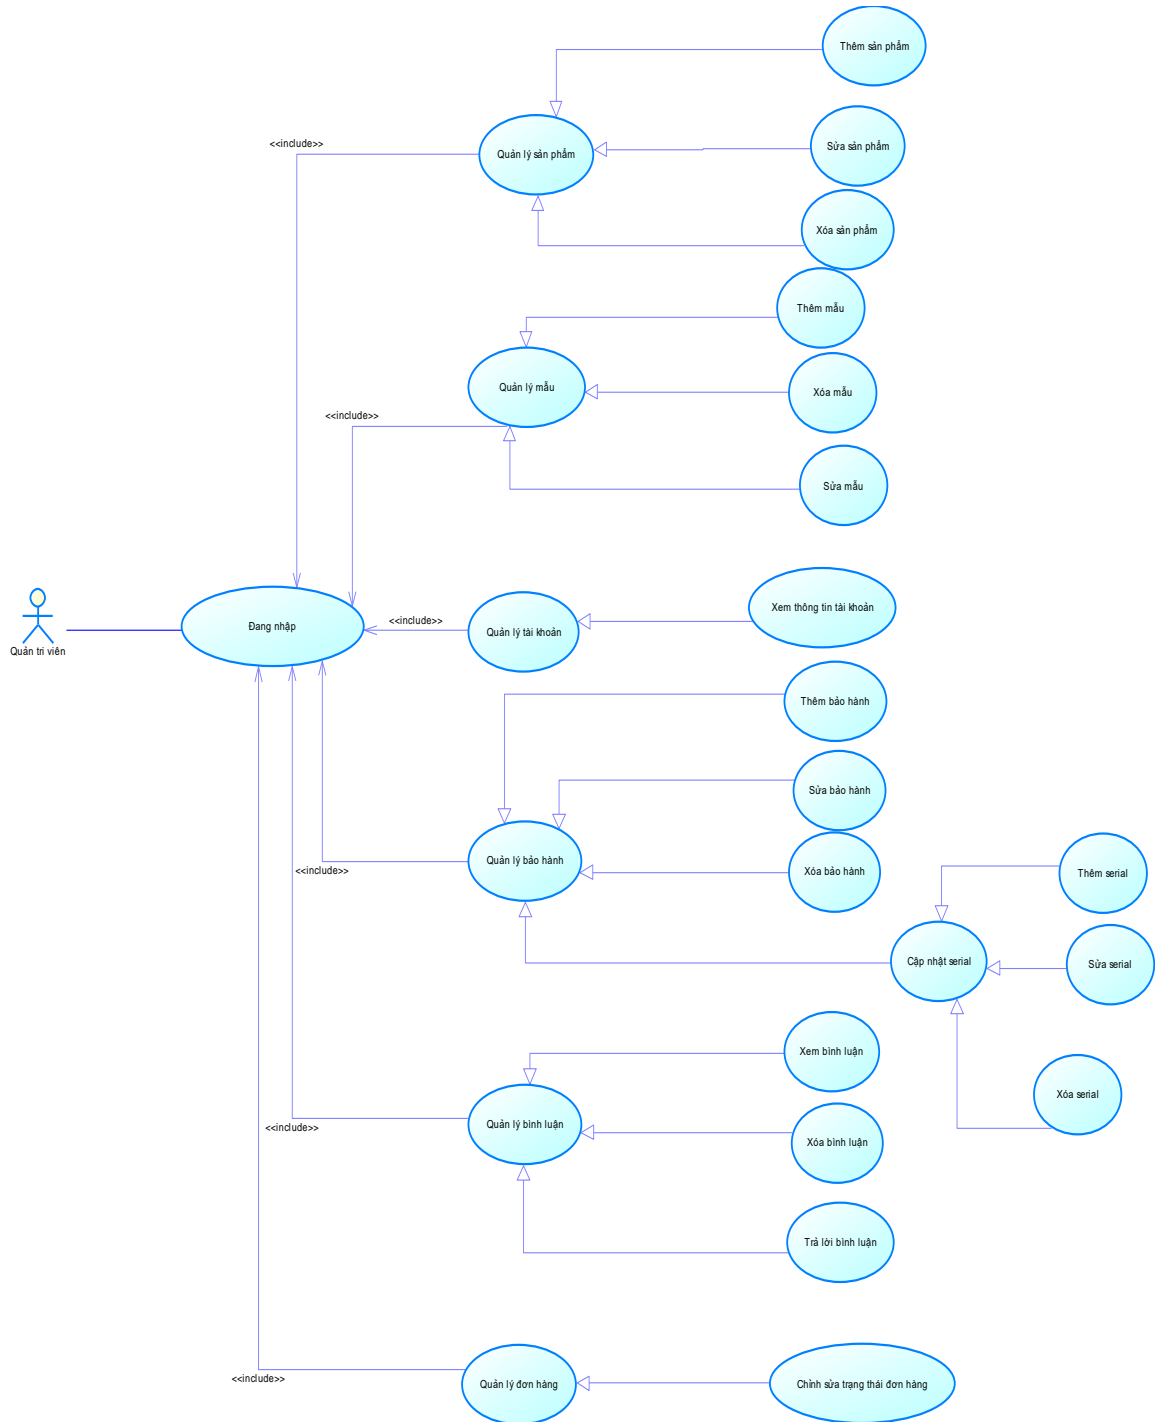 Thêm sản phẩm
<<include>>
Quản lý sản phẩm
Sửa sản phẩm
Xóa sản phẩm
Thêm mẫu
Quản lý mẫu
Xóa mẫu
<<include>>
Sửa mẫu
Xem thông tin tài khoản
<<include>>
Đang nhập
Quản lý tài khoản
Quản trị viên
Thêm bảo hành
Sửa bảo hành
Quản lý bảo hành
<<include>>
Xóa bảo hành
Thêm serial
Cập nhật serial
Sửa serial
Xem bình luận
Xóa serial
Quản lý bình luận
<<include>>
Xóa bình luận
Trả lời bình luận
<<include>>
Quản lý đơn hàng
Chỉnh sửa trạng thái đơn hàng